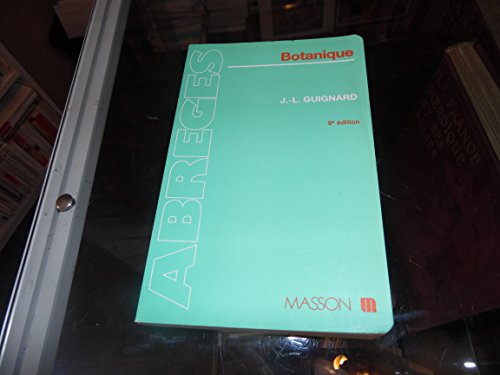 ABREGES
Botanique
J.-L. GUIGNARD
9e édition
MASSON m